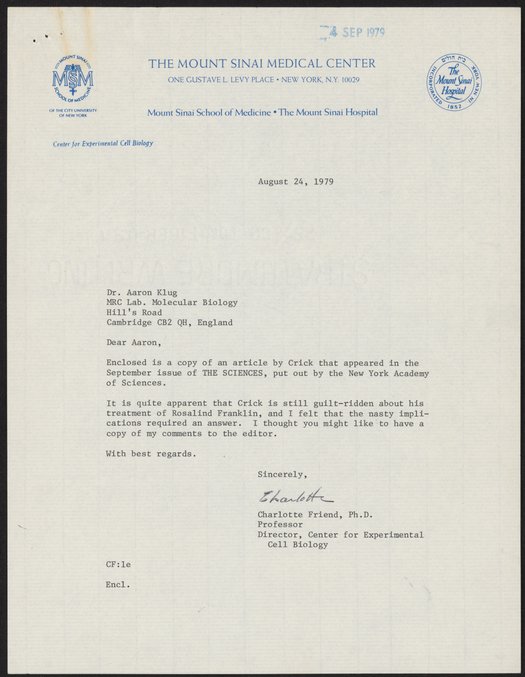 4 SEP 1979
THE MOUNT SINAI MEDICAL CENTER
ONE GUSTAVE L. LEVY PLACE • NEW YORK, N.Y. 10029
Mount Sinai School of Medicine • The Mount Sinai Hospital
MOUNT SINAI
MSM
SCHOOL OF MEDICINE
OF THE CITY UNIVERSITY
OF NEW YORK
The
Mount Sinai
Hospital
INCORPORATED
1852
Center for Experimental Cell Biology
August 24, 1979
Dr. Aaron Klug
MRC Lab. Molecular Biology
Hill's Road
Cambridge CB2 QH, England
Dear Aaron,
Enclosed is a copy of an article by Crick that appeared in the
September issue of THE SCIENCES, put out by the New York Academy
of Sciences.
It is quite apparent that Crick is still guilt-ridden about his
treatment of Rosalind Franklin, and I felt that the nasty impli-
cations required an answer.  I thought you might like to have a
copy of my comments to the editor.
With best regards.
Sincerely,
Charlotte
Charlotte Friend, Ph.D.
Professor
Director, Center for Experimental
Cell Biology
CF:le
Encl.